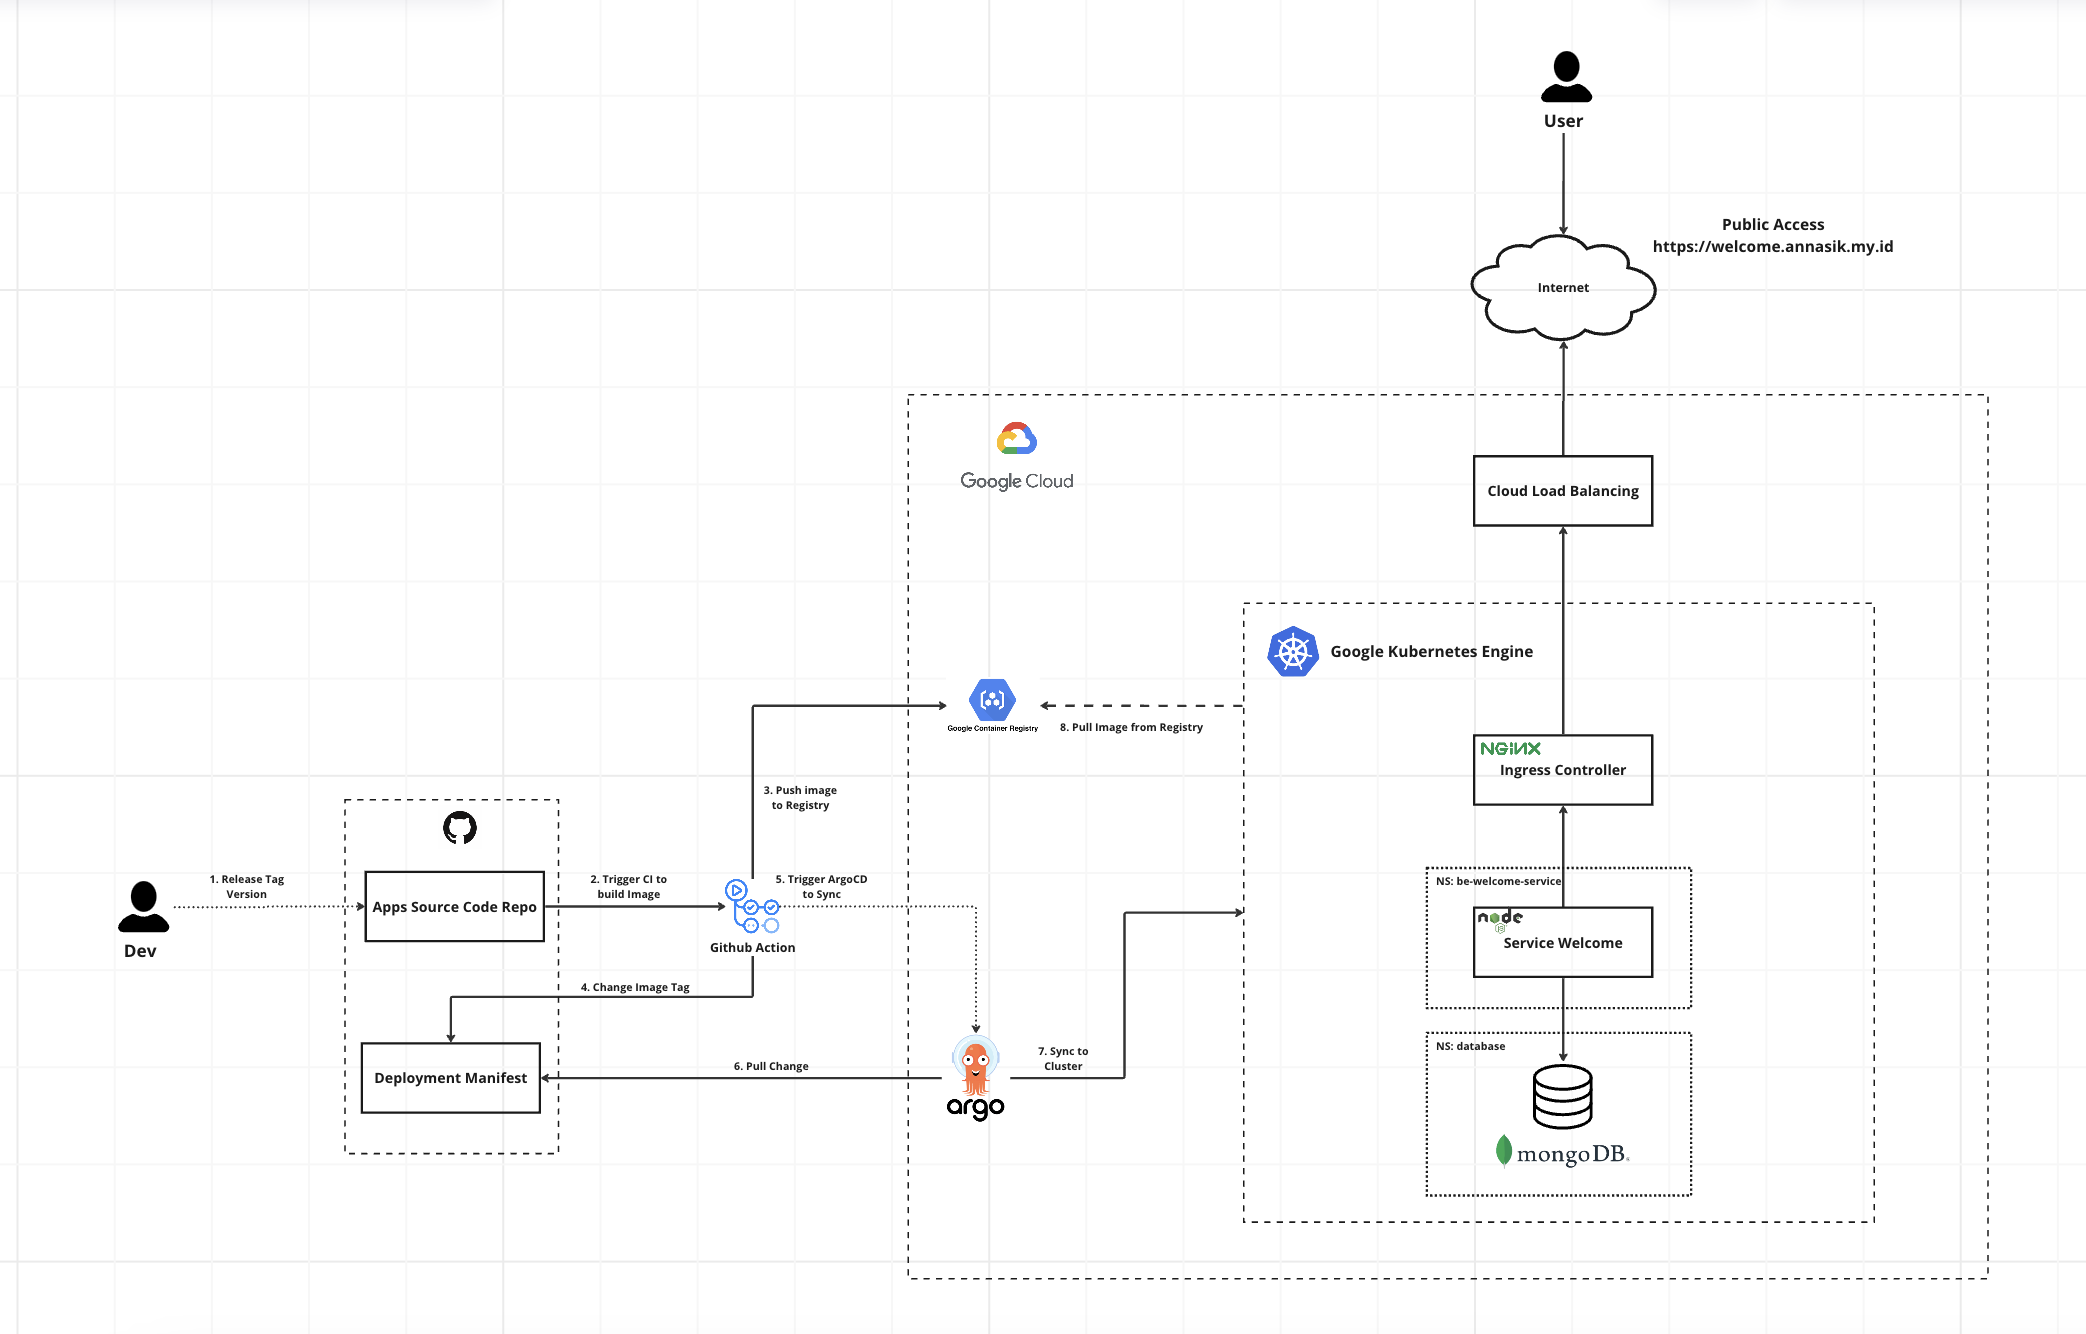 User
Public Access
https://welcome.annasik.my.id
Internet
Google Cloud
Cloud Load Balancing
Google Kubernetes Engine
Google Container Registry
8. Pull Image from Registry
NGINX
Ingress Controller
3. Push image
to Registry
1. Release Tag
Version
Apps Source Code Repo
2. Trigger CI to
build Image
5. Trigger ArgoCD
to Sync
Github Action
Dev
NS: be-welcome-service
node
JS
Service Welcome
4. Change Image Tag
Deployment Manifest
6. Pull Change
argo
7. Sync to
Cluster
NS: database
mongoDB®